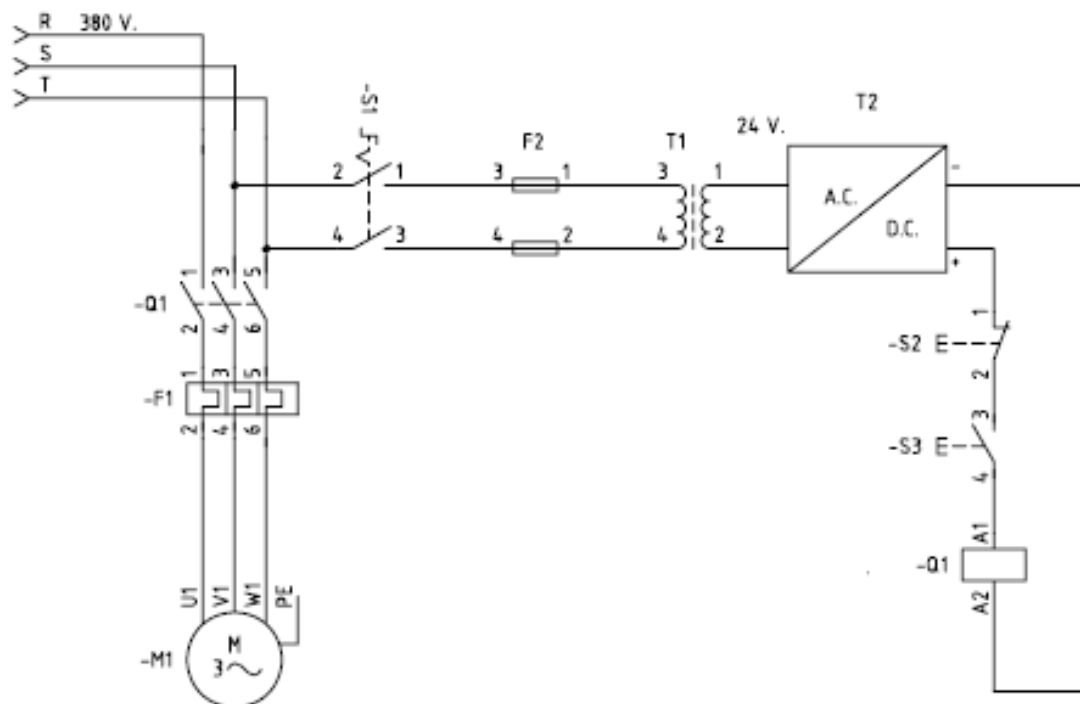 R 380 V.
S
T
-S1
F2
T1
24 V.
T2
2 1
3 1
3 1
-
A.C.
4 3
4 2
4 2
D.C.
+
1 3 5
-Q1
2 4 6
1
-S2 E
2
1 3 5
-F1
2 4 6
3
-S3 E
4
A1
-Q1
A2
U1 V1 W1 PE
-M1
M
3